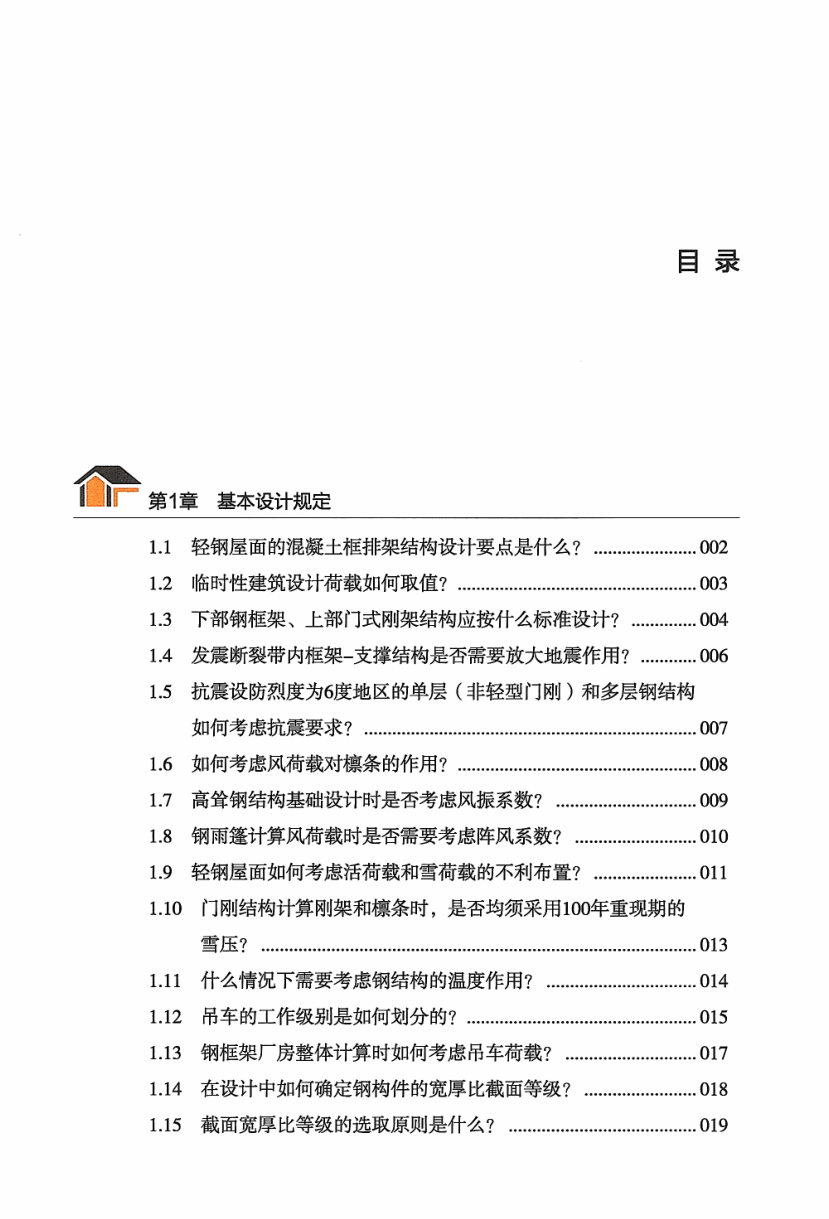 目 录
第1章 基本设计规定
1.1 轻钢屋面的混凝土框排架结构设计要点是什么? ...................... 002
1.2 临时性建筑设计荷载如何取值? ................................................... 003
1.3 下部钢框架、上部门式刚架结构应按什么标准设计? .............. 004
1.4 发震断裂带内框架–支撑结构是否需要放大地震作用? ............ 006
1.5 抗震设防烈度为6度地区的单层(非轻型门刚)和多层钢结构
如何考虑抗震要求? ....................................................................... 007
1.6 如何考虑风荷载对檩条的作用? ................................................... 008
1.7 高耸钢结构基础设计时是否考虑风振系数? .............................. 009
1.8 钢雨篷计算风荷载时是否需要考虑阵风系数? .......................... 010
1.9 轻钢屋面如何考虑活荷载和雪荷载的不利布置? ...................... 011
1.10 门刚结构计算刚架和檩条时,是否均须采用100年重现期的
雪压? ............................................................................................. 013
1.11 什么情况下需要考虑钢结构的温度作用? ................................ 014
1.12 吊车的工作级别是如何划分的? ................................................. 015
1.13 钢框架厂房整体计算时如何考虑吊车荷载? ............................ 017
1.14 在设计中如何确定钢构件的宽厚比截面等级? ........................ 018
1.15 截面宽厚比等级的选取原则是什么? ........................................ 019